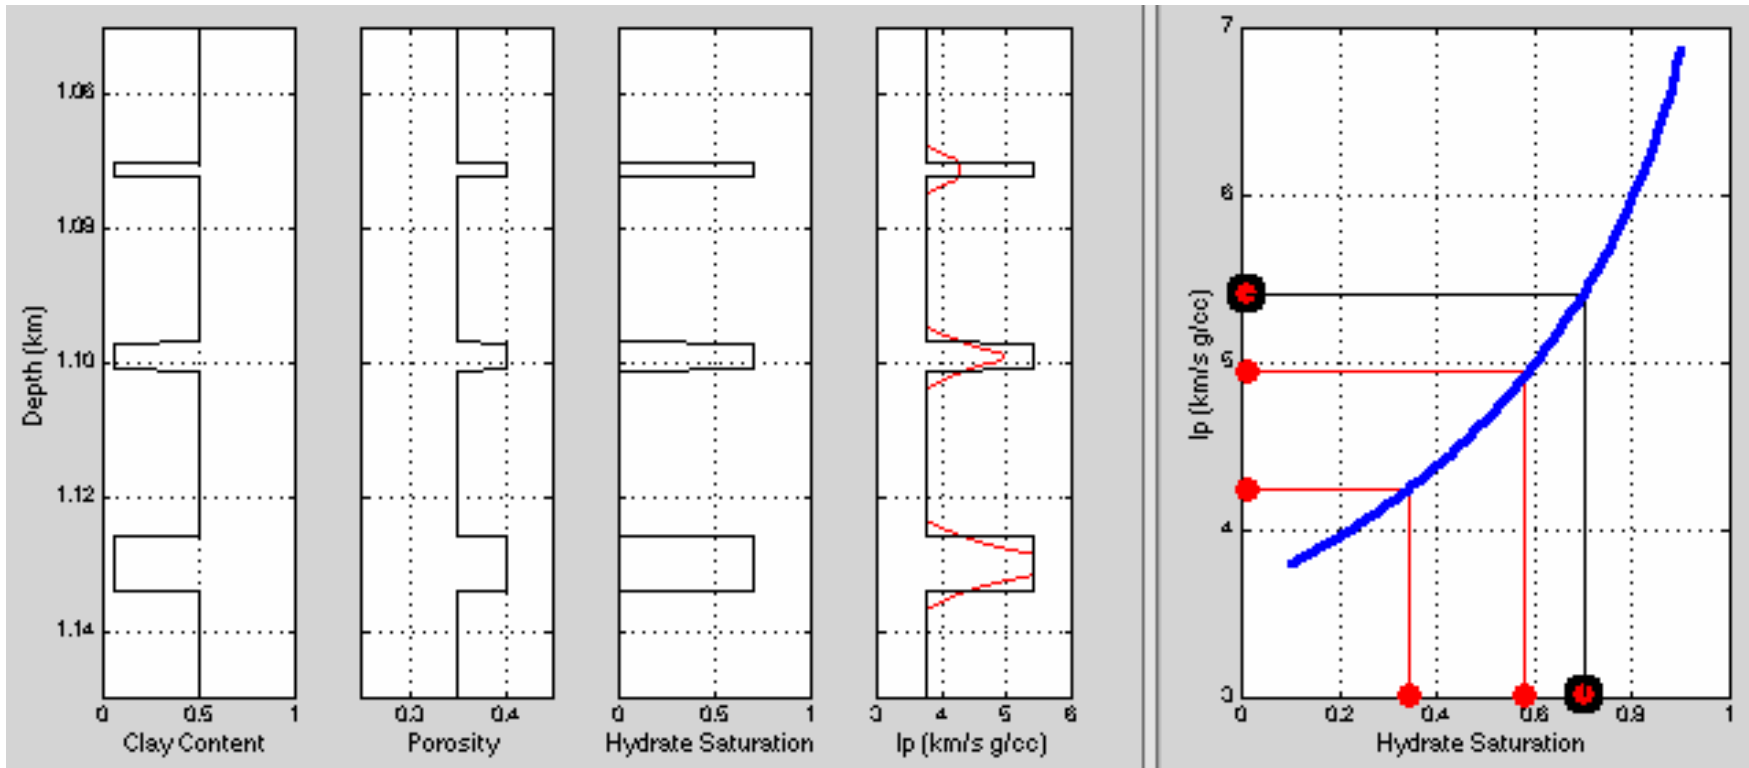 1.06
1.08
1.10
1.12
1.14
Depth (km)
0 0.5 1
Clay Content
0.3 0.4
Porosity
0 0.5 1
Hydrate Saturation
3 4 5 6
Ip (km/s g/cc)
7
6
5
4
3
Ip (km/s g/cc)
0 0.2 0.4 0.6 0.8 1
Hydrate Saturation